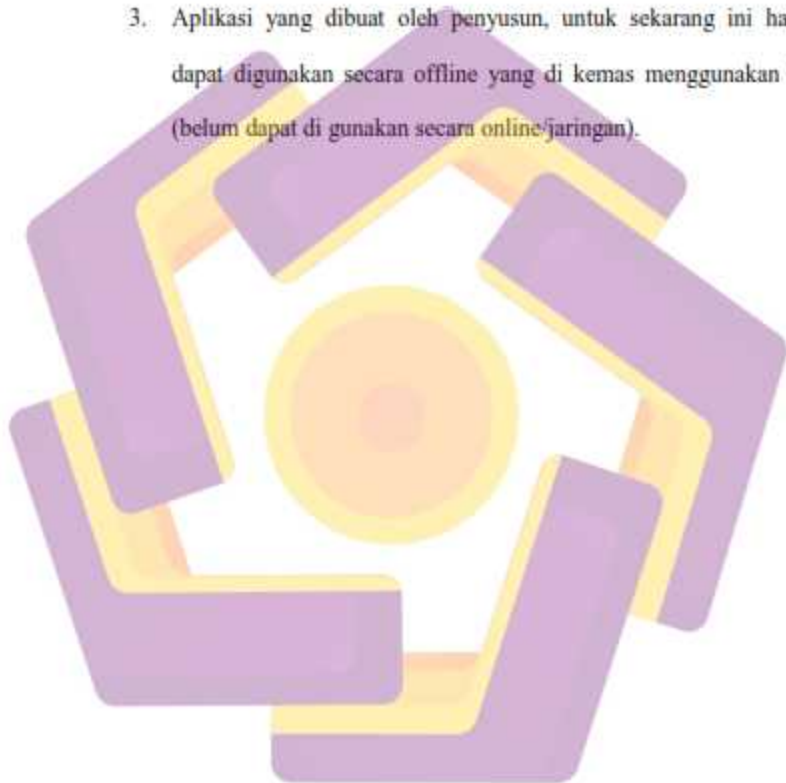 3. Aplikasi yang dibuat oleh penyusun, untuk sekarang ini ha
dapat digunakan secara offline yang di kemas menggunakan
(belum dapat di gunakan secara online/jaringan).